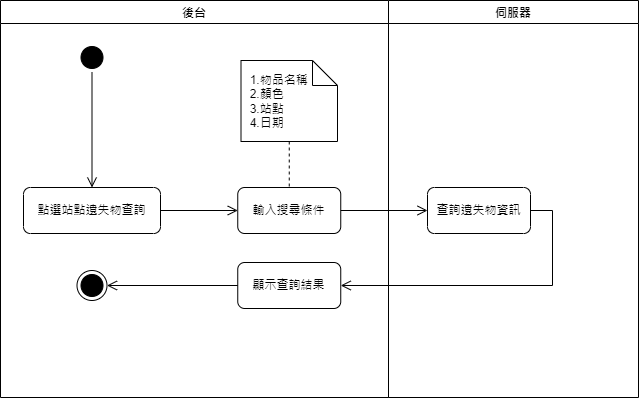 後台
伺服器
1.物品名稱
2.顏色
3.站點
4.日期
點選站點遺失物查詢
輸入搜尋條件
查詢遺失物資訊
顯示查詢結果